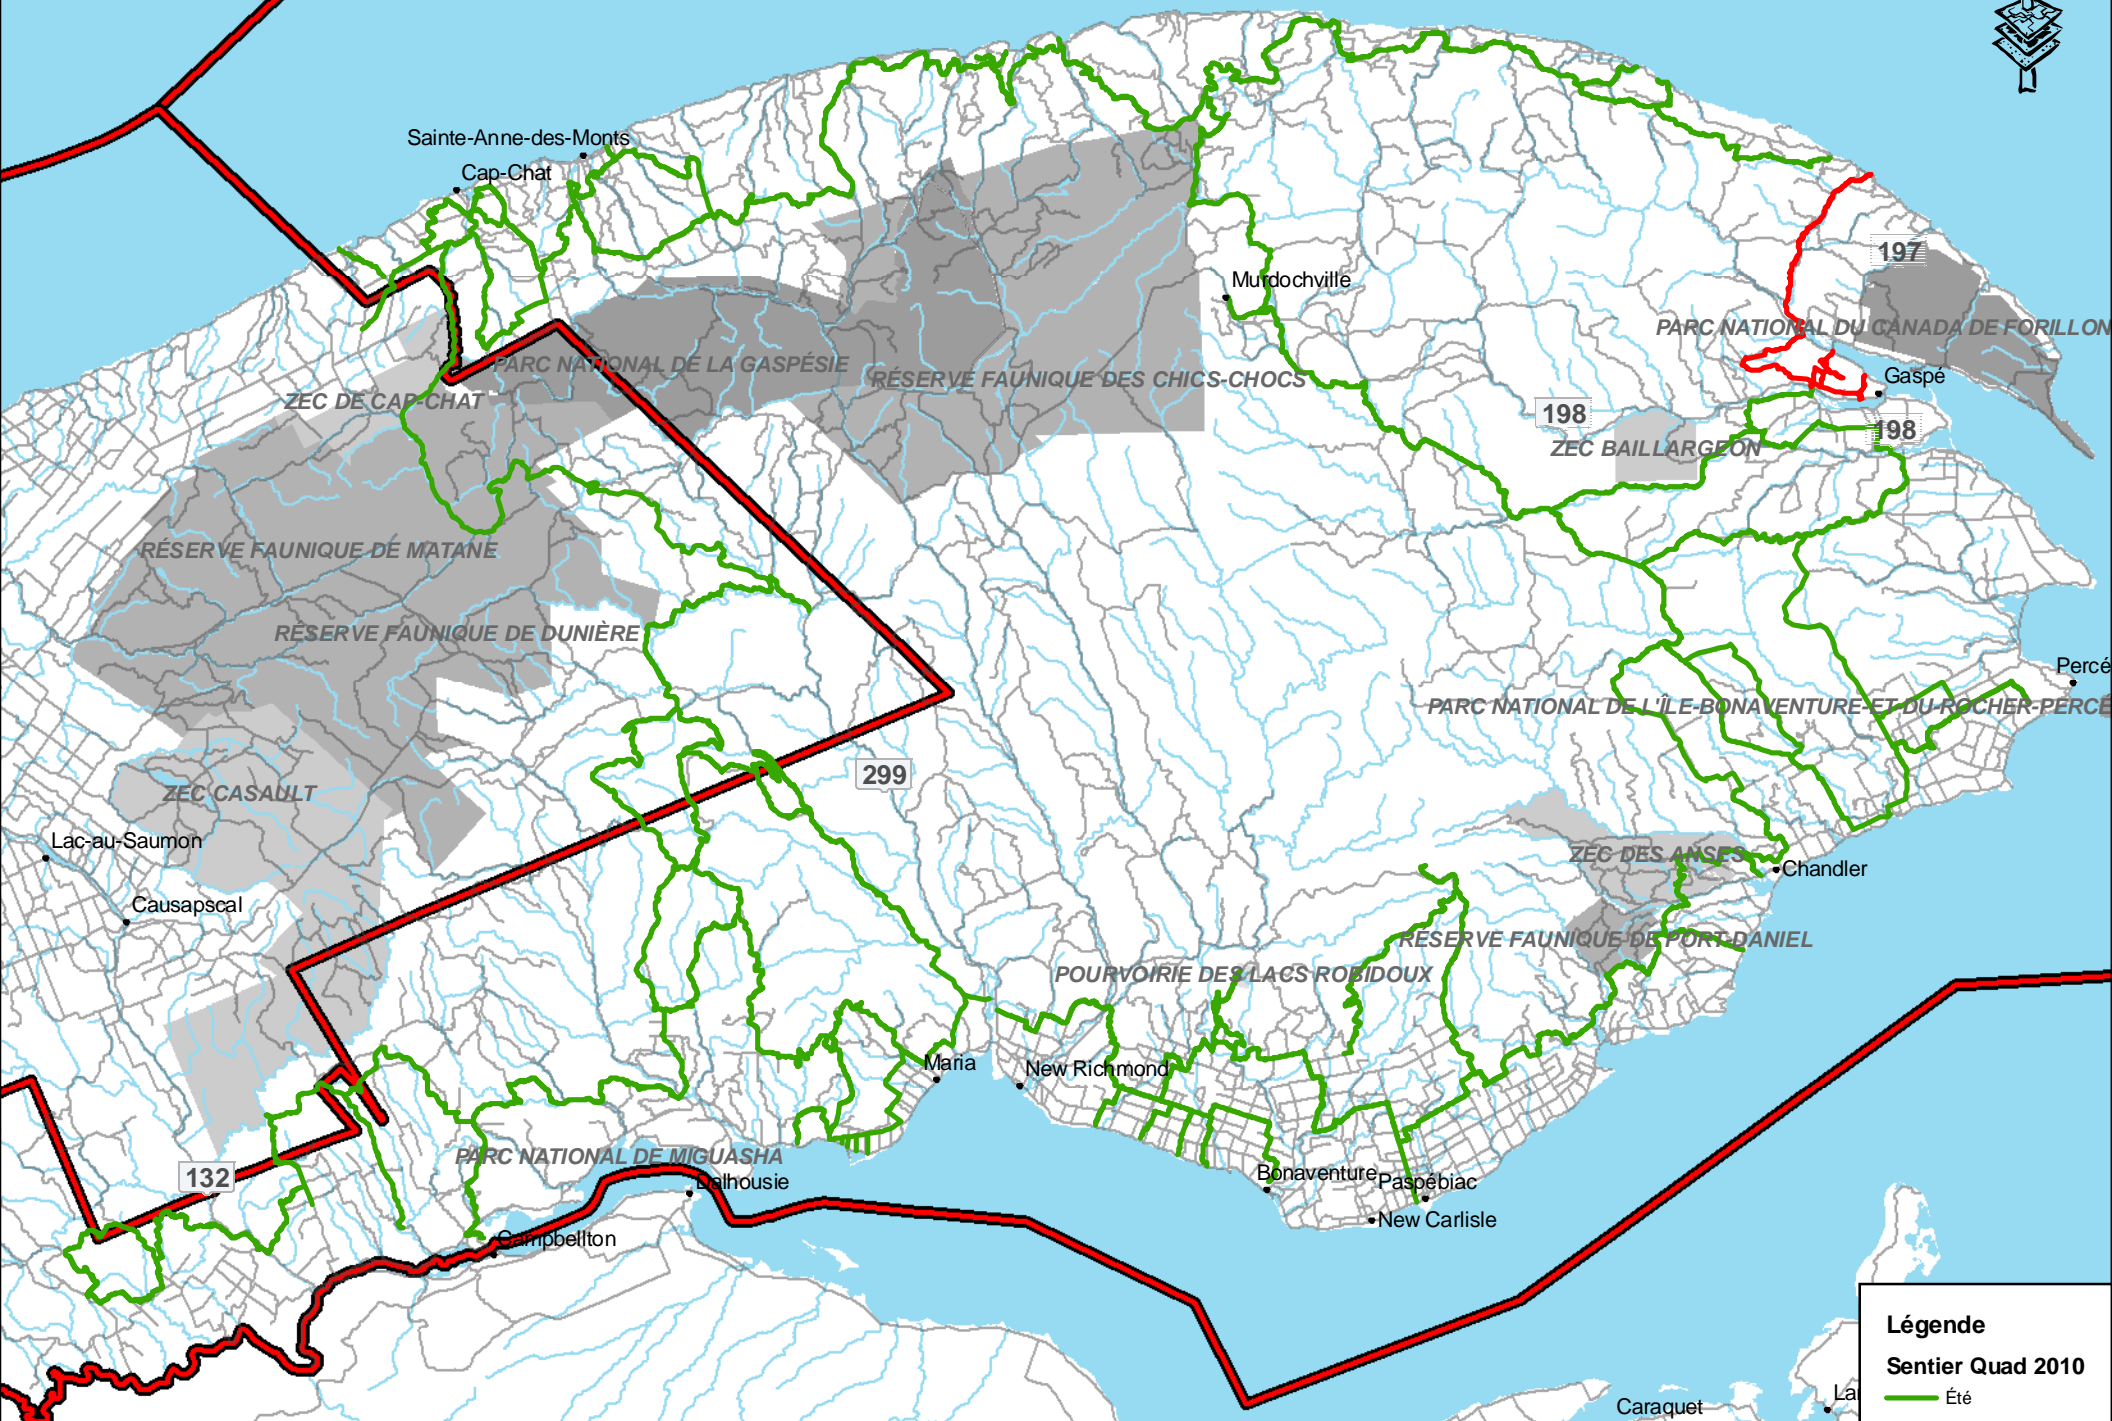 Sainte-Anne-des-Monts
Cap-Chat
197
Murdochville
PARC NATIONAL DU CANADA DE FORILLON
PARC NATIONAL DE LA GASPÉSIE
RÉSERVE FAUNIQUE DES CHICS-CHOCS
Gaspé
ZEC DE CAP-CHAT
198
198
ZEC BAILLARGEON
RÉSERVE FAUNIQUE DE MATANE
RÉSERVE FAUNIQUE DE DUNIÈRE
Percé
PARC NATIONAL DE L'ÎLE-BONAVENTURE-ET-DU-ROCHER-PERCÉ
299
ZEC CASAULT
Lac-au-Saumon
ZEC DES ANSES
Chandler
Causapscal
RÉSERVE FAUNIQUE DE PORT-DANIEL
POURVOIRIE DES LACS ROBIDOUX
Maria
New Richmond
PARC NATIONAL DE MIGUASHA
132
Dalhousie
Bonaventure
Paspébiac
New Carlisle
Campbellton
Légende
Sentier Quad 2010
Été
Caraquet